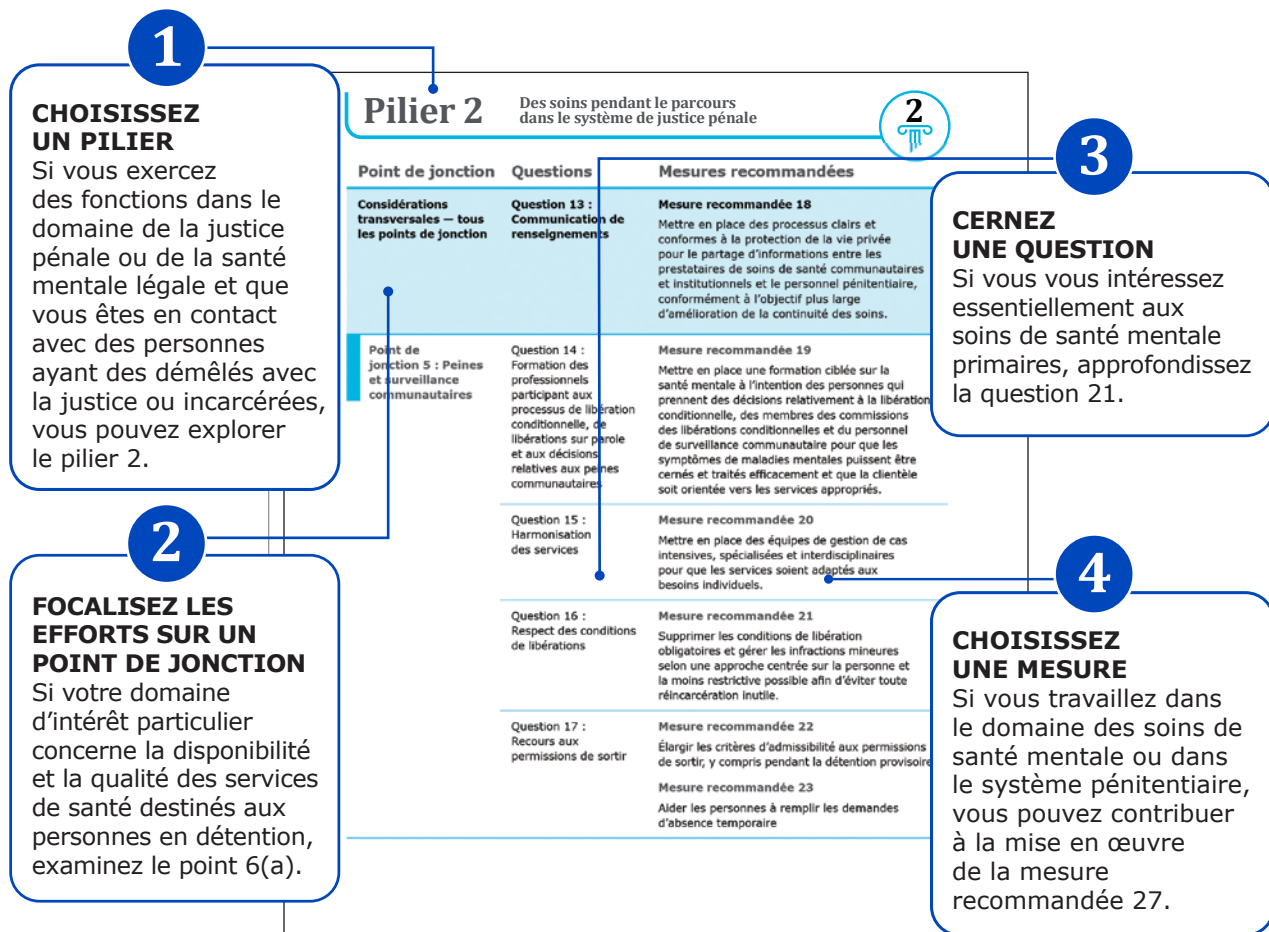 1
CHOISISSEZ
UN PILIER
Si vous exercez
des fonctions dans le
domaine de la justice
pénale ou de la santé
mentale légale et que
vous êtes en contact
avec des personnes
ayant des démêlés avec
la justice ou incarcérées,
vous pouvez explorer
le pilier 2.
2
FOCALISEZ LES
EFFORTS SUR UN
POINT DE JONCTION
Si votre domaine
d'intérêt particulier
concerne la disponibilité
et la qualité des services
de santé destinés aux
personnes en détention,
examinez le point 6(a).
Pilier 2
Des soins pendant le parcours
dans le système de justice pénale
2
Point de jonction
Questions
Mesures recommandées
Considérations
transversales — tous
les points de jonction
Question 13 :
Communication de
renseignements
Mesure recommandée 18
Mettre en place des processus clairs et
conformes à la protection de la vie privée
pour le partage d'informations entre les
prestataires de soins de santé communautaires
et institutionnels et le personnel pénitentiaire,
conformément à l'objectif plus large
d'amélioration de la continuité des soins.
Point de
jonction 5 : Peines
et surveillance
communautaires
Question 14 :
Formation des
professionnels
participant aux
processus de libération
conditionnelle, de
libérations sur parole
et aux décisions
relatives aux peines
communautaires
Mesure recommandée 19
Mettre en place une formation ciblée sur la
santé mentale à l'intention des personnes qui
prennent des décisions relativement à la libération
conditionnelle, des membres des commissions
des libérations conditionnelles et du personnel
de surveillance communautaire pour que les
symptômes de maladies mentales puissent être
cernés et traités efficacement et que la clientèle
soit orientée vers les services appropriés.
Question 15 :
Harmonisation
des services
Mesure recommandée 20
Mettre en place des équipes de gestion de cas
intensives, spécialisées et interdisciplinaires
pour que les services soient adaptés aux
besoins individuels.
Question 16 :
Respect des conditions
de libérations
Mesure recommandée 21
Supprimer les conditions de libération
obligatoires et gérer les infractions mineures
selon une approche centrée sur la personne et
la moins restrictive possible afin d'éviter toute
réincarcération inutile.
Question 17 :
Recours aux
permissions de sortir
Mesure recommandée 22
Élargir les critères d'admissibilité aux permissions
de sortir, y compris pendant la détention provisoire
Mesure recommandée 23
Aider les personnes à remplir les demandes
d'absence temporaire
3
CERNEZ
UNE QUESTION
Si vous vous intéressez
essentiellement aux
soins de santé mentale
primaires, approfondissez
la question 21.
4
CHOISISSEZ
UNE MESURE
Si vous travaillez dans
le domaine des soins de
santé mentale ou dans
le système pénitentiaire,
vous pouvez contribuer
à la mise en œuvre
de la mesure
recommandée 27.